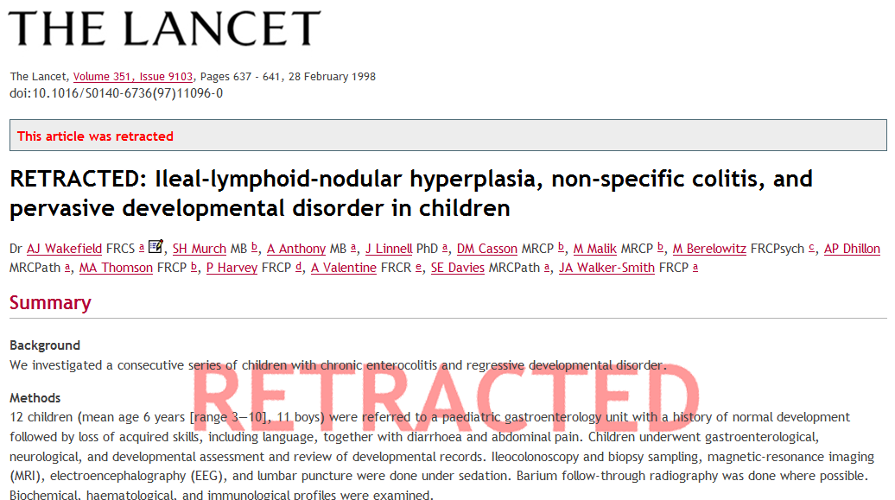 THE LANCET
The Lancet, Volume 351, Issue 9103, Pages 637 - 641, 28 February 1998
doi:10.1016/S0140-6736(97)11096-0
This article was retracted
RETRACTED: Ileal-lymphoid-nodular hyperplasia, non-specific colitis, and
pervasive developmental disorder in children
Dr AJ Wakefield FRCS a, SH Murch MB b, A Anthony MB a, J Linnell PhD a, DM Casson MRCP b, M Malik MRCP b, M Berelowitz FRCPsych c, AP Dhillon
MRCPath a, MA Thomson FRCP b, P Harvey FRCP d, A Valentine FRCR e, SE Davies MRCPath a, JA Walker-Smith FRCP a
Summary
Background
We investigated a consecutive series of children with chronic enterocolitis and regressive developmental disorder.
RETRACTED
Methods
12 children (mean age 6 years [range 3—10], 11 boys) were referred to a paediatric gastroenterology unit with a history of normal development
followed by loss of acquired skills, including language, together with diarrhoea and abdominal pain. Children underwent gastroenterological,
neurological, and developmental assessment and review of developmental records. Ileocolonoscopy and biopsy sampling, magnetic-resonance imaging
(MRI), electroencephalography (EEG), and lumbar puncture were done under sedation. Barium follow-through radiography was done where possible.
Biochemical, haematological, and immunological profiles were examined.